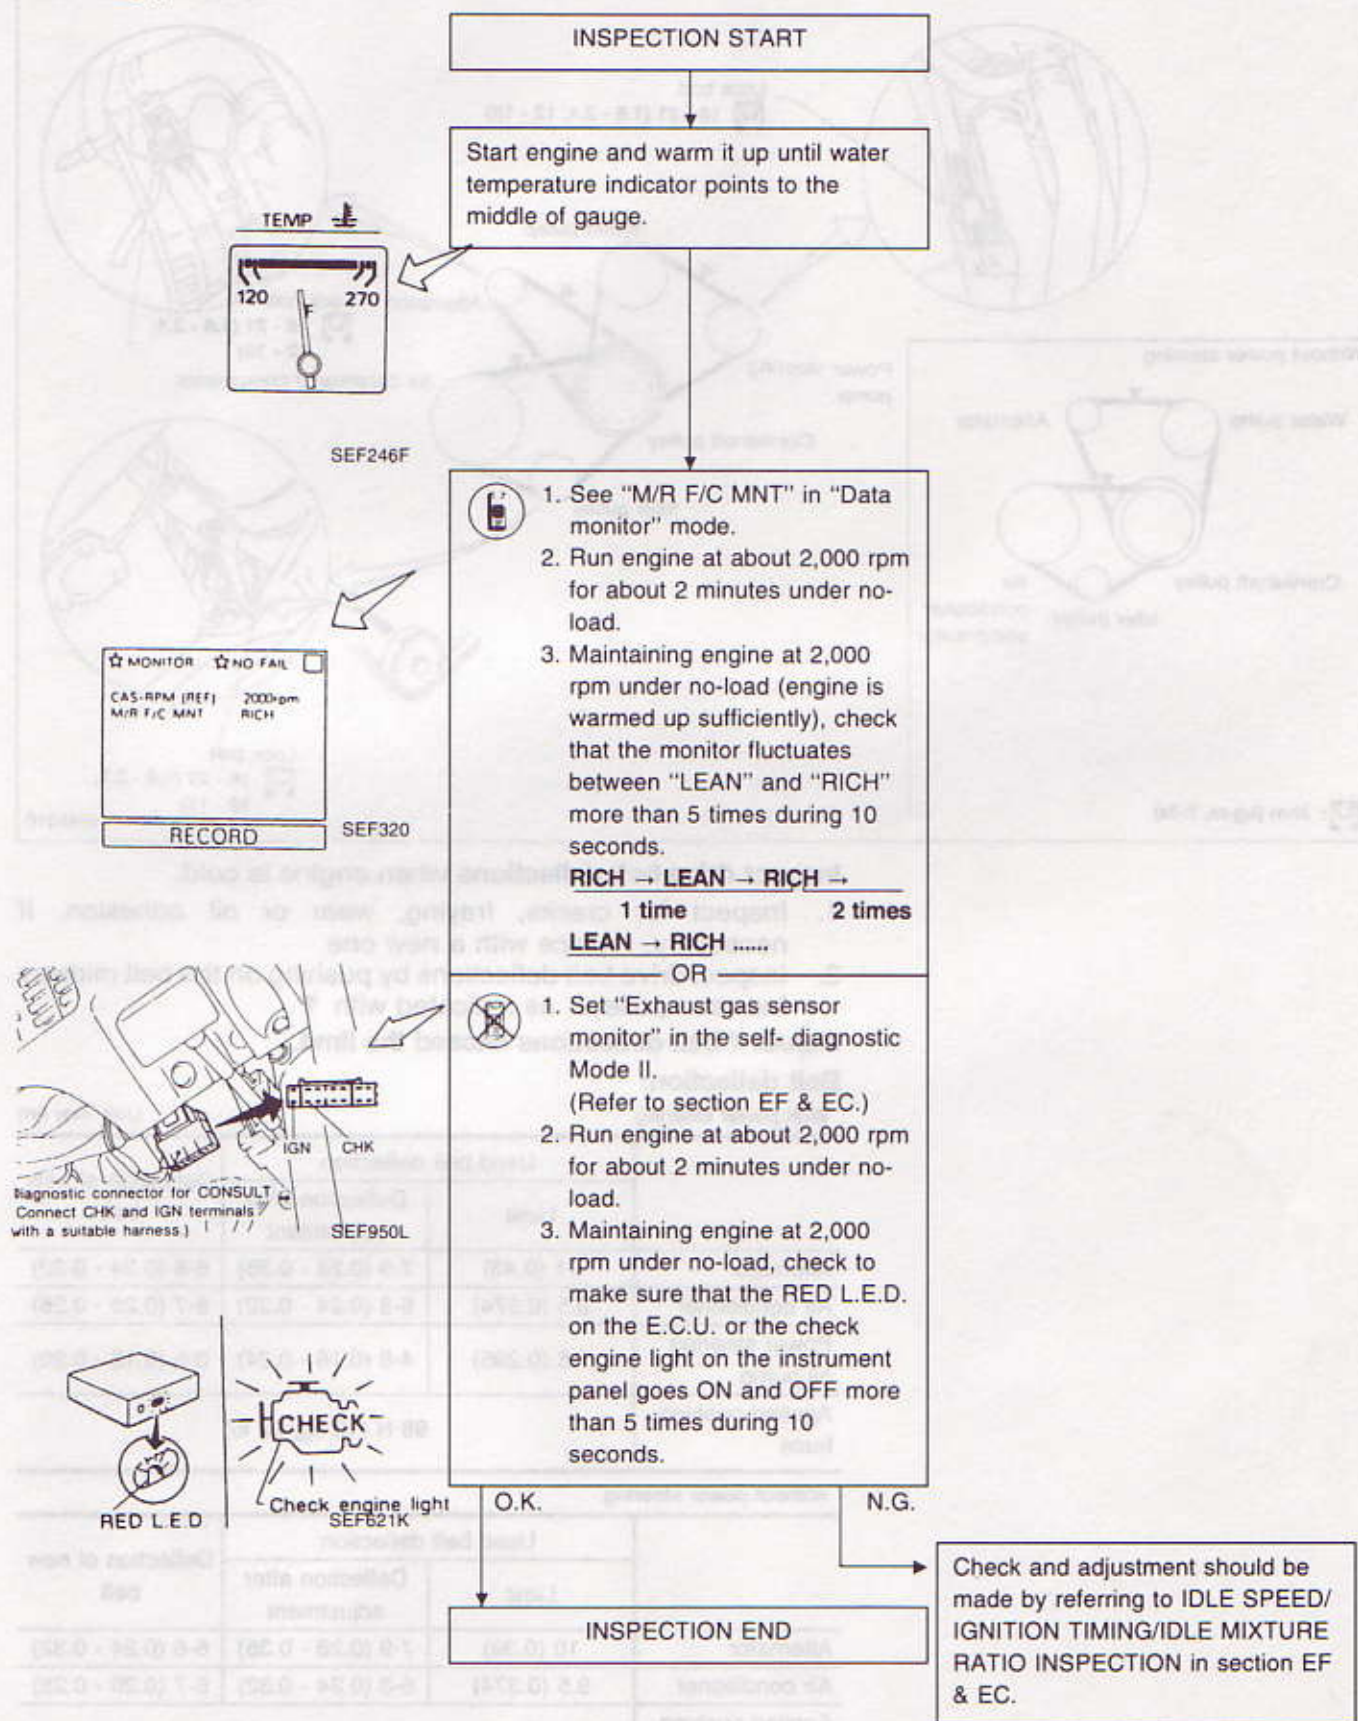 INSPECTION START
Start engine and warm it up until water
temperature indicator points to the
middle of gauge.
TEMP
120 270
F
SEF246F
1. See “M/R F/C MNT” in “Data
monitor” mode.
2. Run engine at about 2,000 rpm
for about 2 minutes under no-
load.
3. Maintaining engine at 2,000
rpm under no-load (engine is
warmed up sufficiently), check
that the monitor fluctuates
between “LEAN” and “RICH”
more than 5 times during 10
seconds.
RICH → LEAN → RICH →
1 time 2 times
LEAN → RICH ......
☆ MONITOR ☆ NO FAIL
CAS-RPM (REF) 2000rpm
M/R F/C MNT RICH
RECORD
SEF320
OR
1. Set “Exhaust gas sensor
monitor” in the self- diagnostic
Mode II.
(Refer to section EF & EC.)
2. Run engine at about 2,000 rpm
for about 2 minutes under no-
load.
3. Maintaining engine at 2,000
rpm under no-load, check to
make sure that the RED L.E.D.
on the E.C.U. or the check
engine light on the instrument
panel goes ON and OFF more
than 5 times during 10
seconds.
IGN CHK
Diagnostic connector for CONSULT
Connect CHK and IGN terminals
with a suitable harness.)
SEF950L
CHECK
Check engine light
RED L.E.D
SEF621K
O.K. N.G.
INSPECTION END
Check and adjustment should be
made by referring to IDLE SPEED/
IGNITION TIMING/IDLE MIXTURE
RATIO INSPECTION in section EF
& EC.